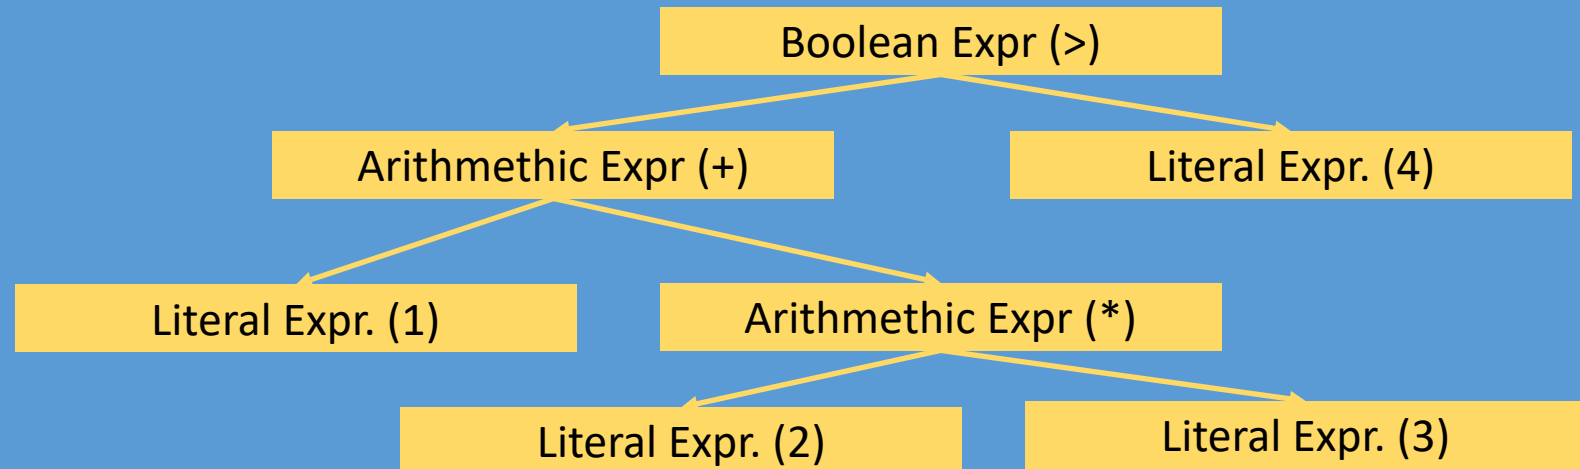 Boolean Expr (>)
Arithmethic Expr (+)
Literal Expr. (4)
Literal Expr. (1)
Arithmethic Expr (*)
Literal Expr. (2)
Literal Expr. (3)